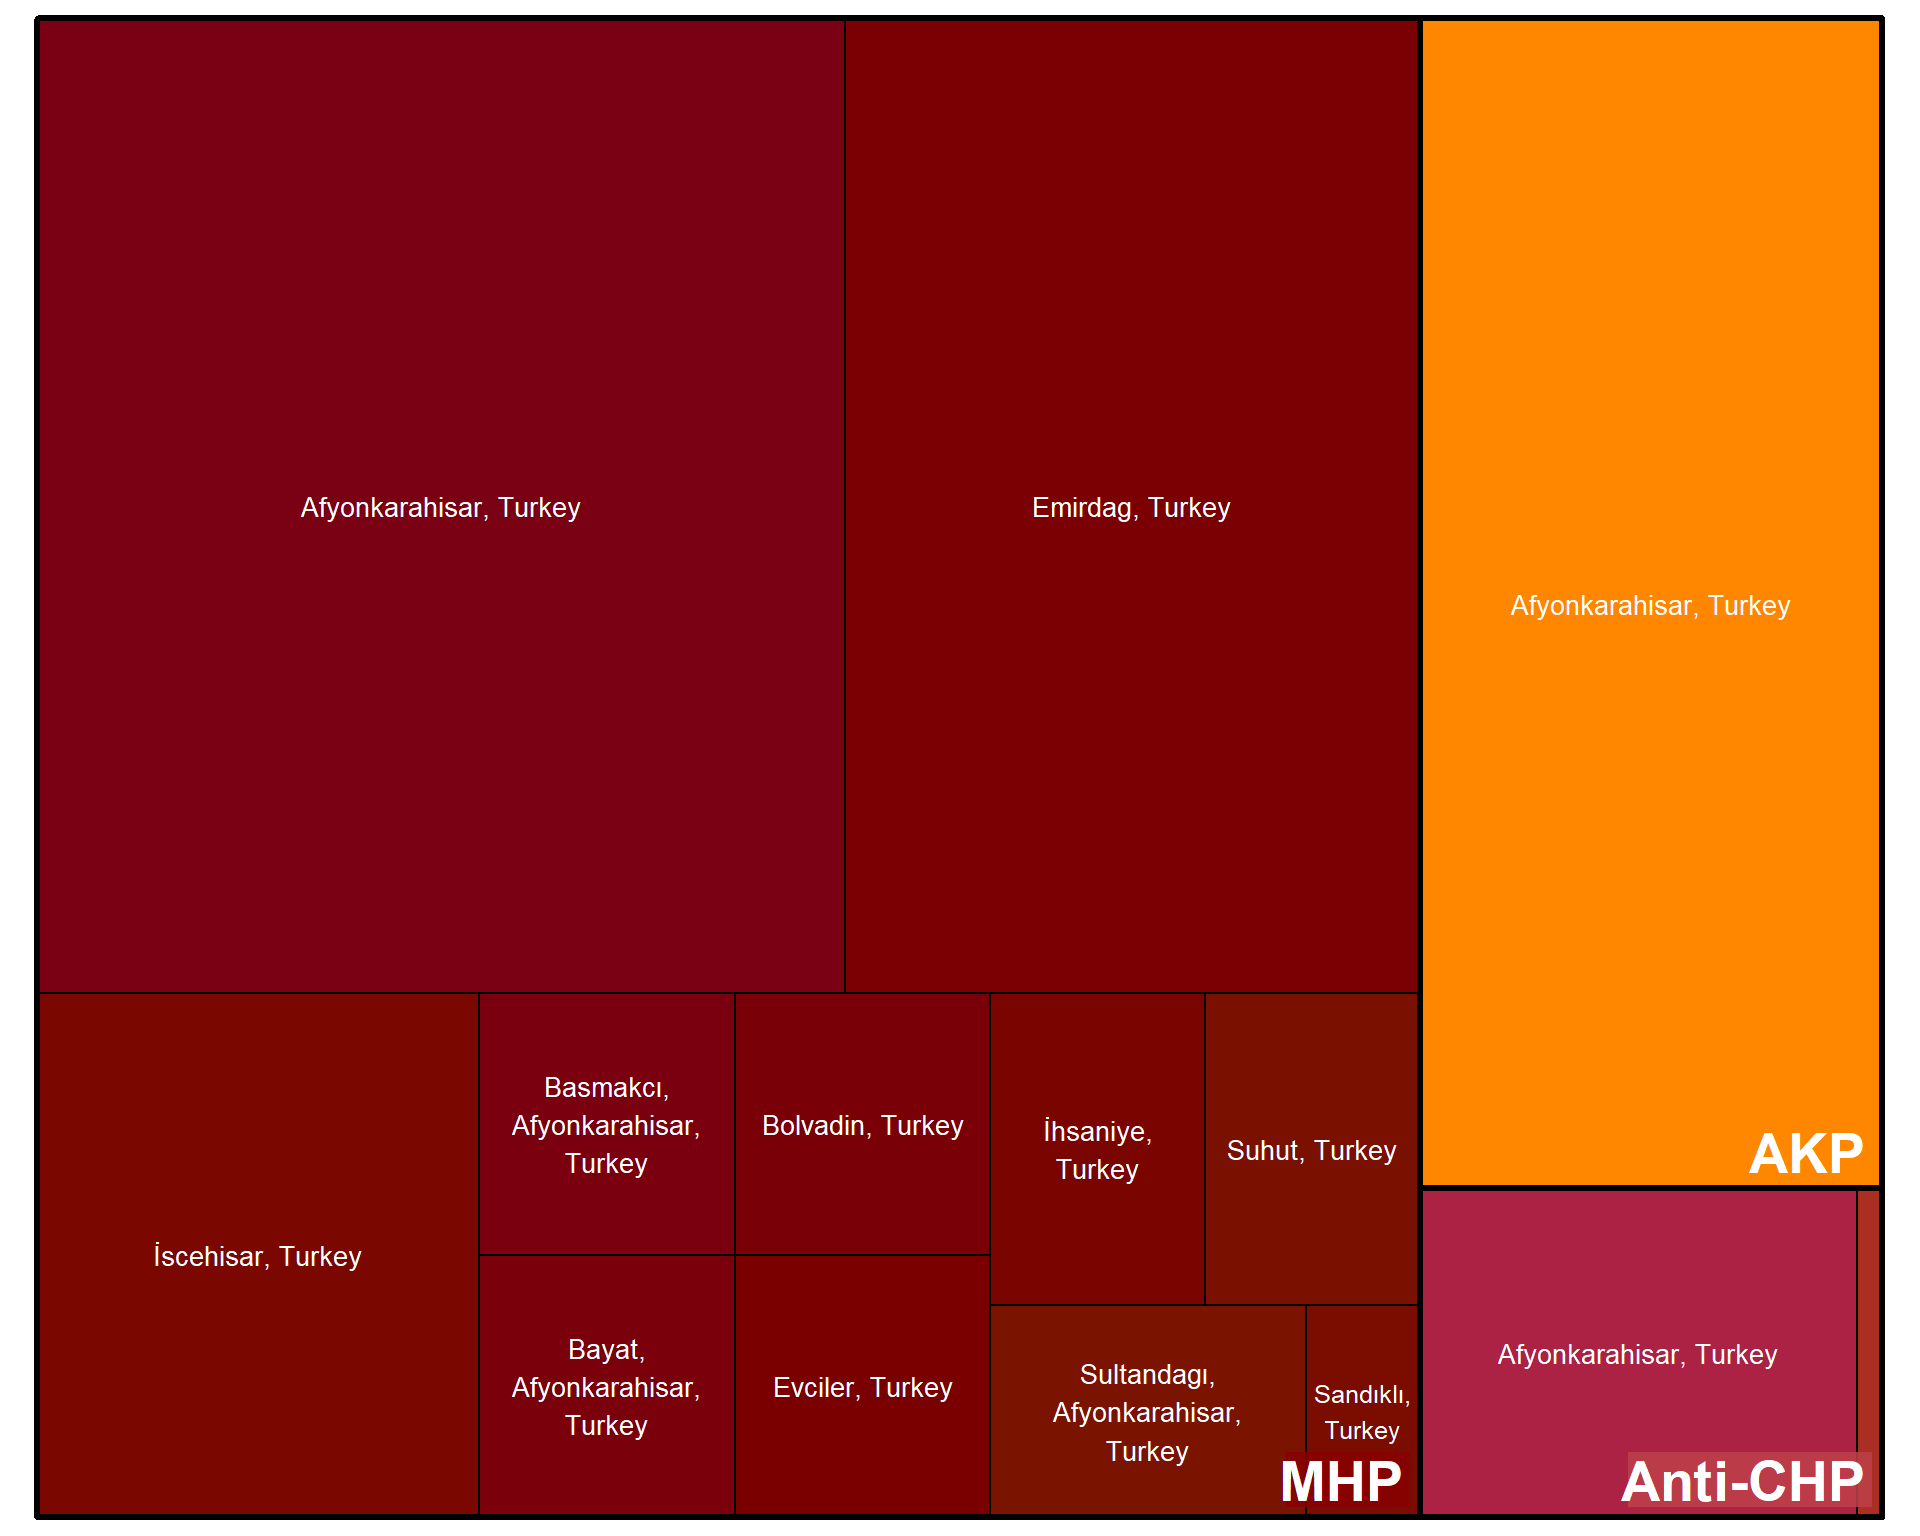 Afyonkarahisar, Turkey
Emirdag, Turkey
Afyonkarahisar, Turkey
AKP
İscehisar, Turkey
Basmakcı,
Afyonkarahisar,
Turkey
Bolvadin, Turkey
İhsaniye,
Turkey
Suhut, Turkey
Bayat,
Afyonkarahisar,
Turkey
Evciler, Turkey
Sultandagı,
Afyonkarahisar,
Turkey
Sandıklı,
Turkey
MHP
Afyonkarahisar, Turkey
Anti-CHP